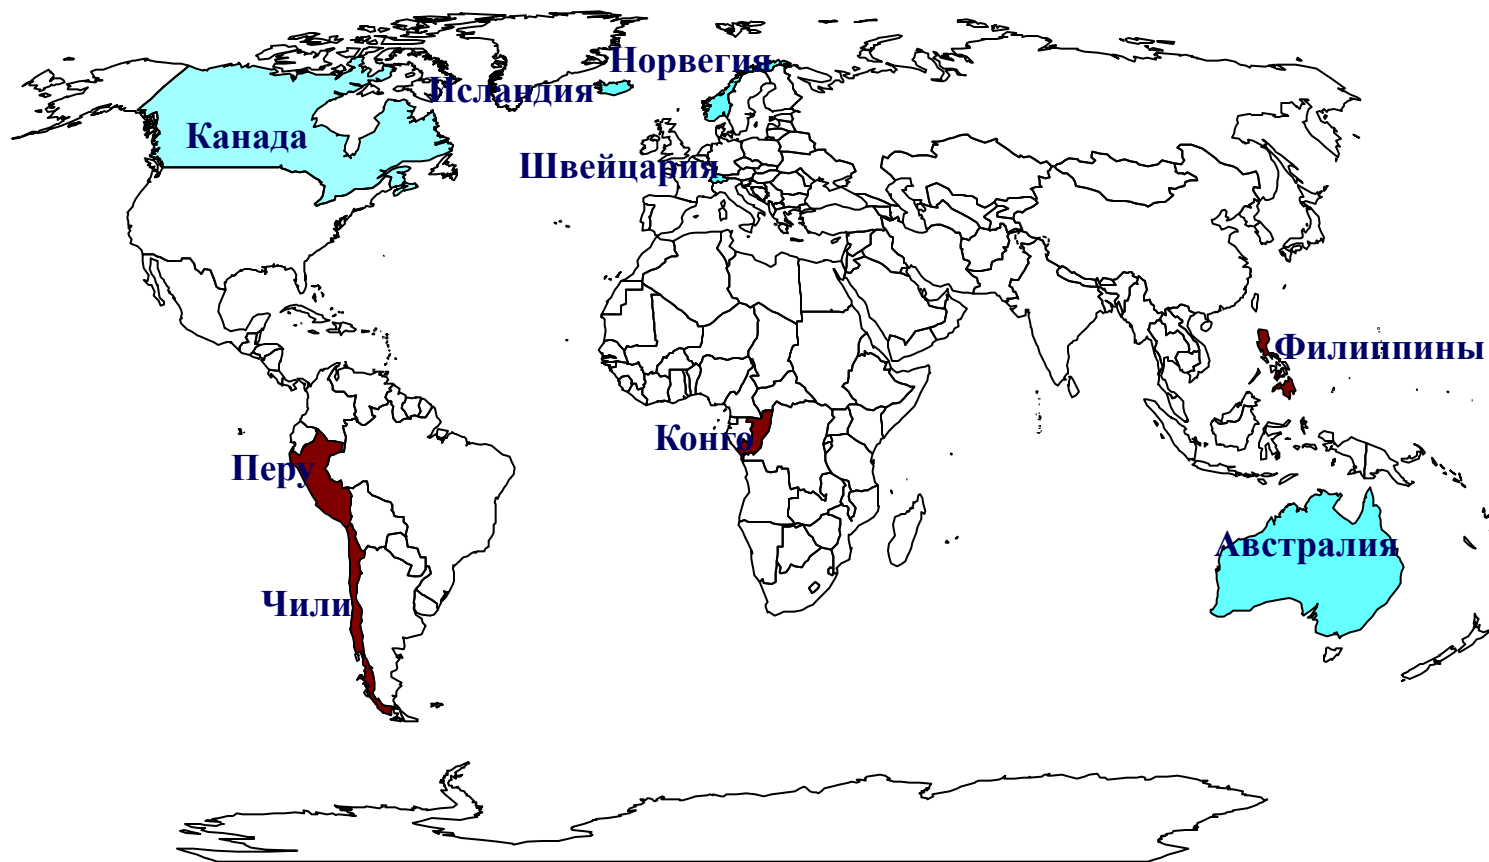 Норвегия
Исландия
Канада
Швейцария
Филиппины
Конго
Перу
Австралия
Чили